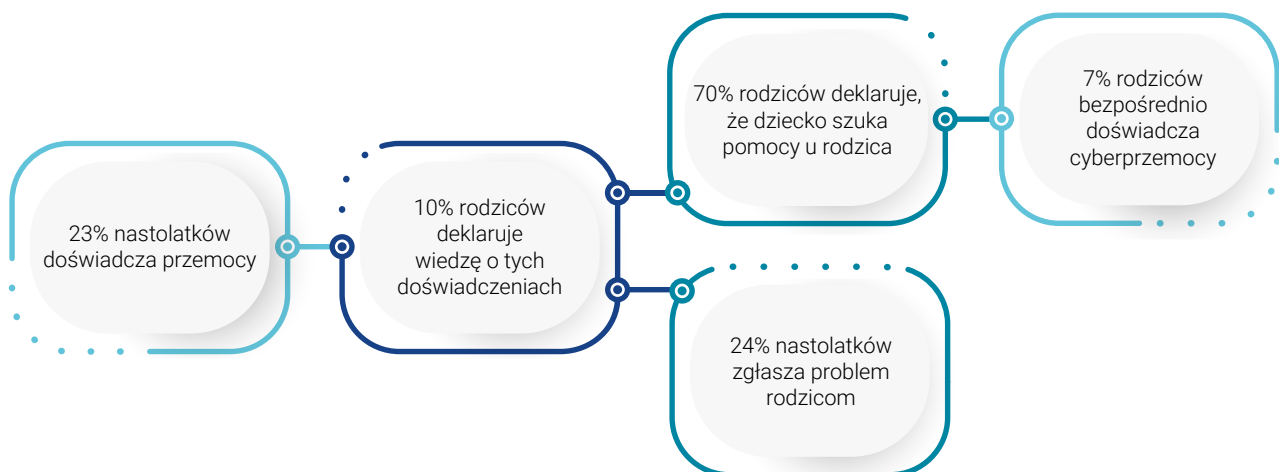 23% nastolatków
doświadcza przemocy
10% rodziców
deklaruje
wiedzę o tych
doświadczeniach
70% rodziców deklaruje,
że dziecko szuka
pomocy u rodzica
7% rodziców
bezpośrednio
doświadcza
cyberprzemocy
24% nastolatków
zgłasza problem
rodzicom